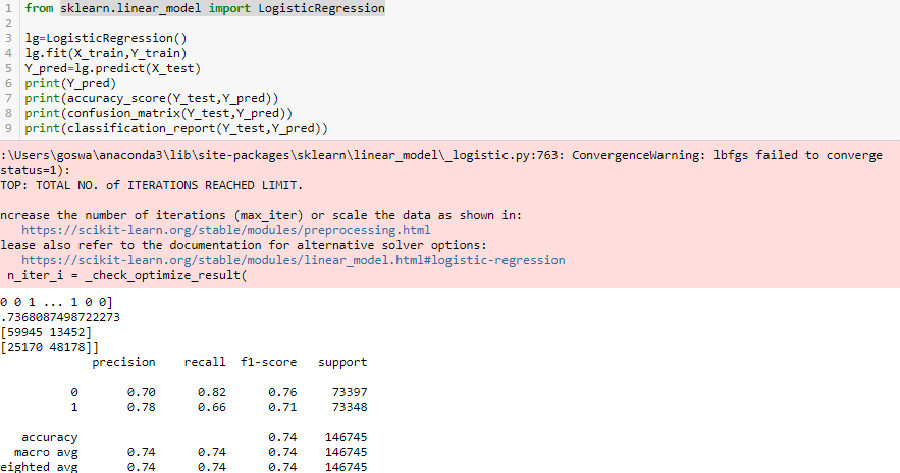 1 from sklearn.linear_model import LogisticRegression
2
3 lg=LogisticRegression()
4 lg.fit(X_train,Y_train)
5 Y_pred=lg.predict(X_test)
6 print(Y_pred)
7 print(accuracy_score(Y_test,Y_pred))
8 print(confusion_matrix(Y_test,Y_pred))
9 print(classification_report(Y_test,Y_pred))
:\Users\goswa\anaconda3\lib\site-packages\sklearn\linear_model\_logistic.py:763: ConvergenceWarning: lbfgs failed to converge
status=1):
TOP: TOTAL NO. of ITERATIONS REACHED LIMIT.
ncrease the number of iterations (max_iter) or scale the data as shown in:
https://scikit-learn.org/stable/modules/preprocessing.html
lease also refer to the documentation for alternative solver options:
https://scikit-learn.org/stable/modules/linear_model.html#logistic-regression
n_iter_i = _check_optimize_result(
0 0 1 ... 1 0 0]
.7368087498722273
[59945 13452]
[25170 48178]]
precision recall f1-score support
0 0.70 0.82 0.76 73397
1 0.78 0.66 0.71 73348
accuracy 0.74 146745
macro avg 0.74 0.74 0.74 146745
eighted avg 0.74 0.74 0.74 146745